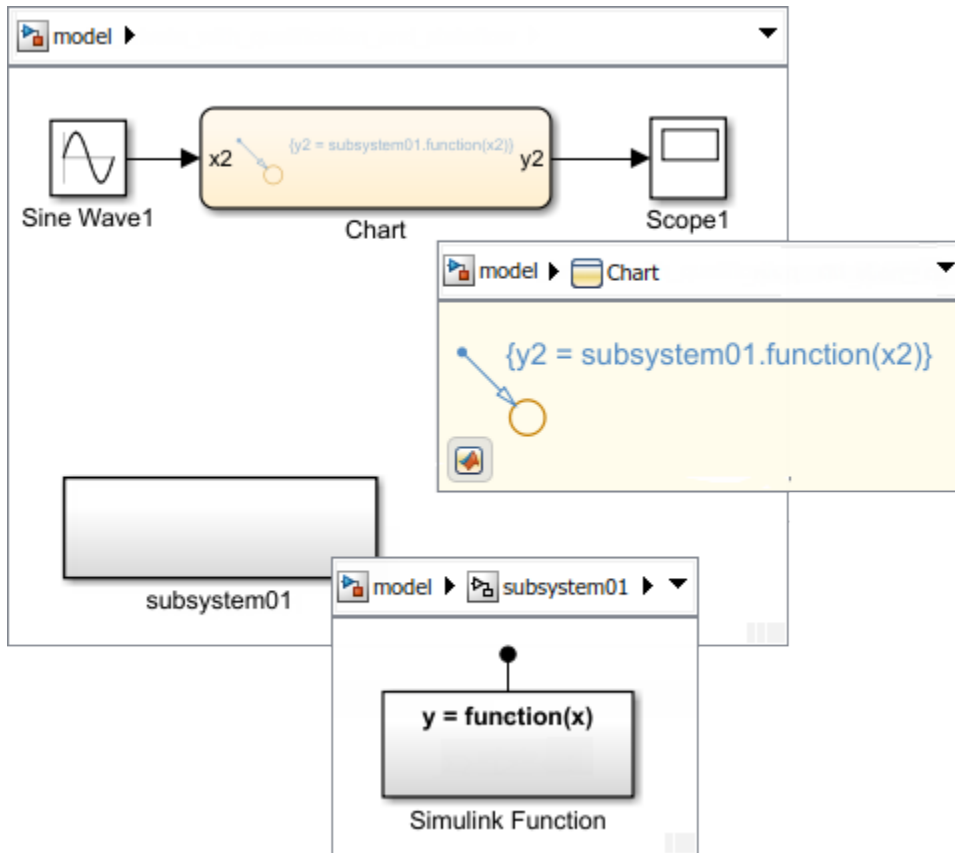 model
x2
{y2 = subsystem01.function(x2)}
y2
Sine Wave1
Chart
Scope1
model
Chart
{y2 = subsystem01.function(x2)}
subsystem01
model
subsystem01
y = function(x)
Simulink Function